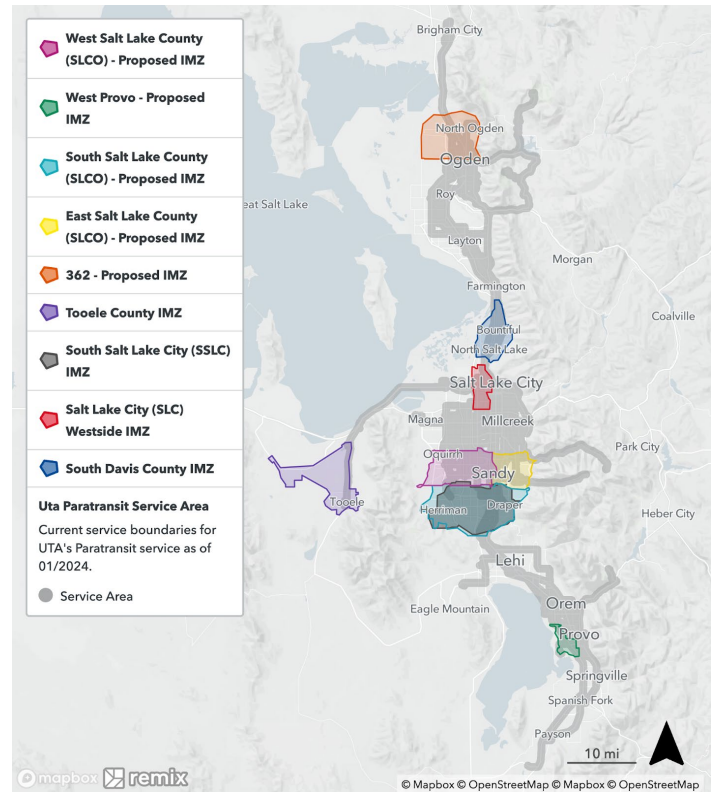 West Salt Lake County
(SLCO) - Proposed IMZ
West Provo - Proposed
IMZ
South Salt Lake County
(SLCO) - Proposed IMZ
East Salt Lake County
(SLCO) - Proposed IMZ
362 - Proposed IMZ
Tooele County IMZ
South Salt Lake City (SSLC)
IMZ
Salt Lake City (SLC)
Westside IMZ
South Davis County IMZ
Uta Paratransit Service Area
Current service boundaries for
UTA's Paratransit service as of
01/2024.
Service Area
Brigham City
North Ogden
Ogden
Roy
eat Salt Lake
Layton
Morgan
Farmington
Coalville
Bountiful
North Salt Lake
Salt Lake City
Magna
Millcreek
Park City
Oquirrh
Sandy
Tooele
Herriman
Draper
Heber City
Lehi
Eagle Mountain
Orem
Provo
Springville
Spanish Fork
Payson
10 mi
mapbox remix
© Mapbox © OpenStreetMap © Mapbox © OpenStreetMap